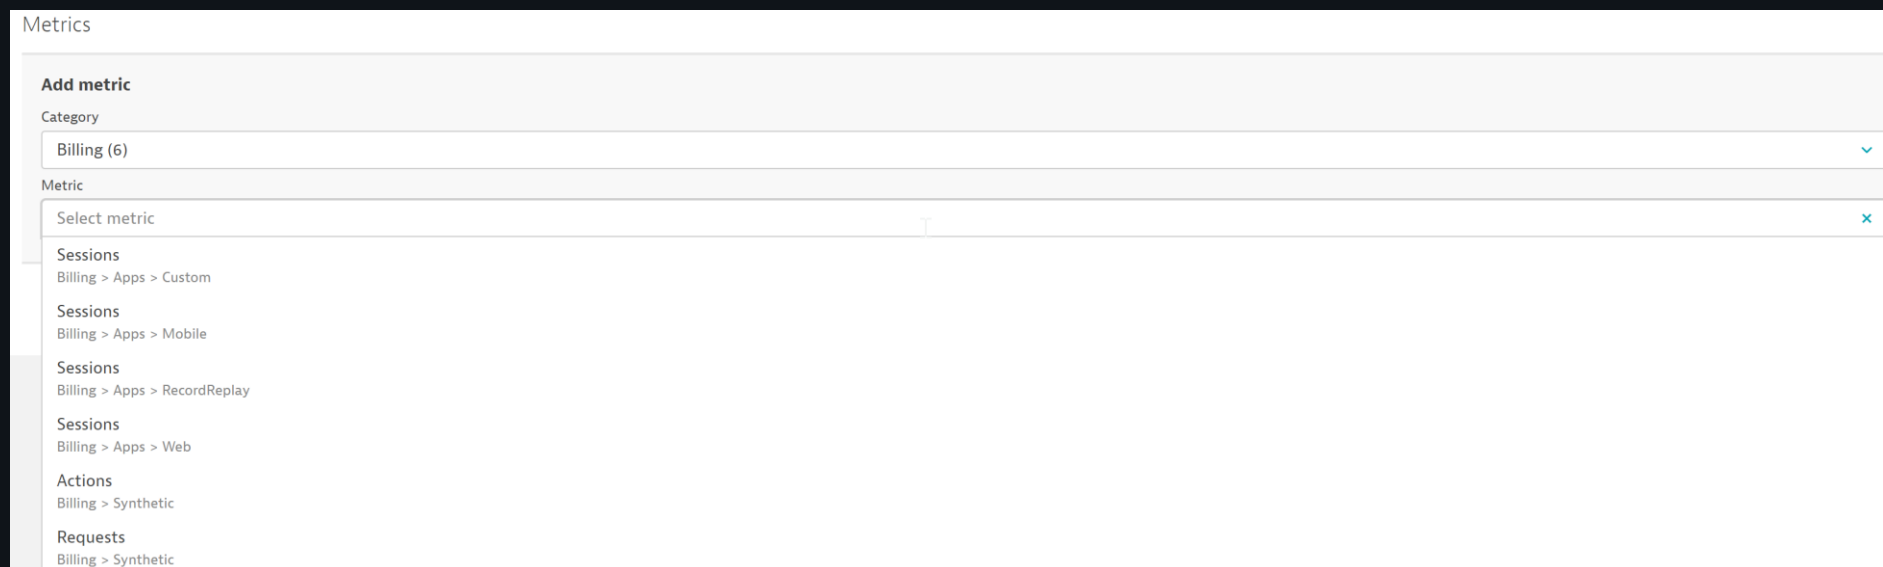 Metrics
Add metric
Category
Billing (6)
Metric
Select metric
Sessions
Billing > Apps > Custom
Sessions
Billing > Apps > Mobile
Sessions
Billing > Apps > RecordReplay
Sessions
Billing > Apps > Web
Actions
Billing > Synthetic
Requests
Billing > Synthetic